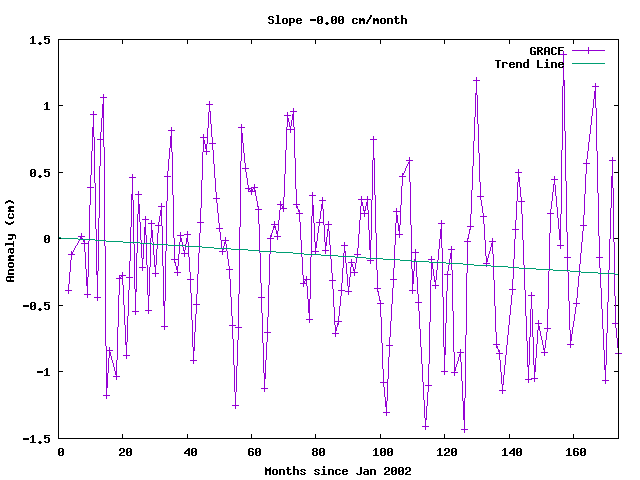 Slope -0.00 cm/month
1.5
GRACE
Trend Line
1
0.5
0
-0.5
-1
-1.5
Anomaly (cm)
0 20 40 60 80 100 120 140 160
Months since Jan 2002